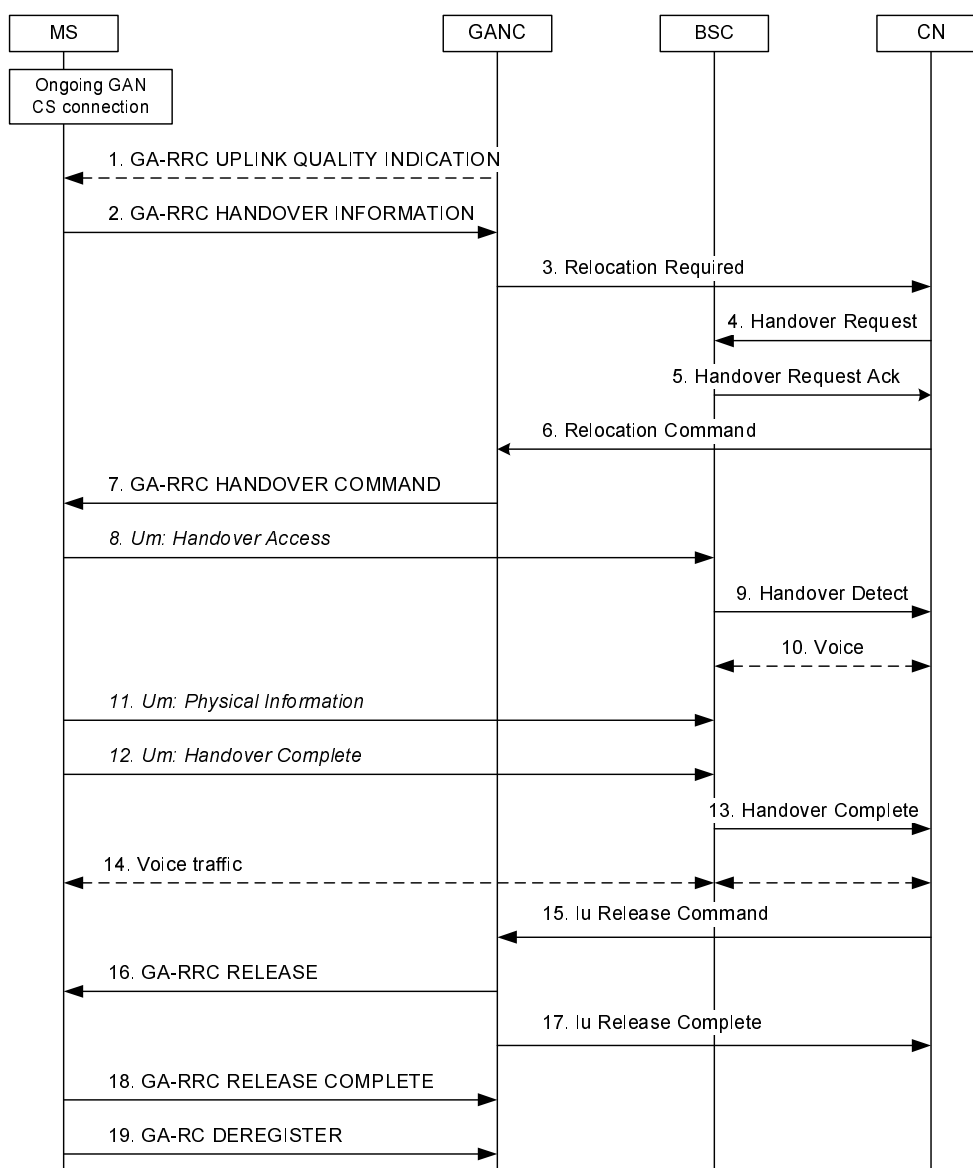 MS
GANC
BSC
CN
Ongoing GAN
CS connection
1. GA-RRC UPLINK QUALITY INDICATION
2. GA-RRC HANDOVER INFORMATION
3. Relocation Required
4. Handover Request
5. Handover Request Ack
6. Relocation Command
7. GA-RRC HANDOVER COMMAND
8. Um: Handover Access
9. Handover Detect
10. Voice
11. Um: Physical Information
12. Um: Handover Complete
13. Handover Complete
14. Voice traffic
15. Iu Release Command
16. GA-RRC RELEASE
17. Iu Release Complete
18. GA-RRC RELEASE COMPLETE
19. GA-RC DEREGISTER